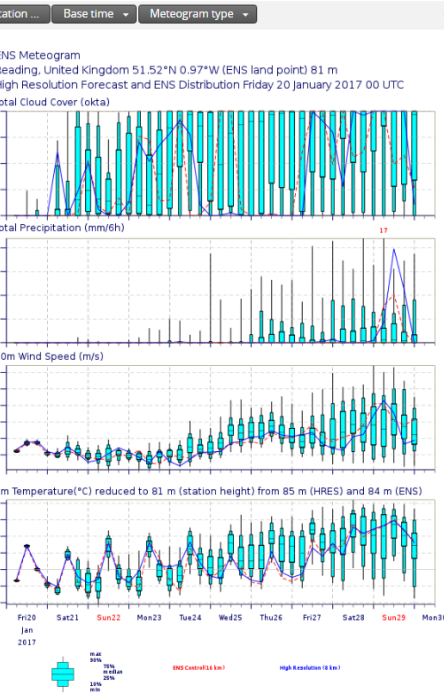 ation ...
Base time
Meteogram type
ENS Meteogram
Reading, United Kingdom 51.52°N 0.97°W (ENS land point) 81 m
High Resolution Forecast and ENS Distribution Friday 20 January 2017 00 UTC
otal Cloud Cover (okta)
otal Precipitation (mm/6h)
17
0m Wind Speed (m/s)
m Temperature(°C) reduced to 81 m (station height) from 85 m (HRES) and 84 m (ENS)
Fri20 Sat21 Sun22 Mon23 Tue24 Wed25 Thu26 Fri27 Sat28 Sun29 Mon30
Jan
2017
max
90%
75%
median
25%
10%
min
ENS Control(16 km)
High Resolution (8 km)